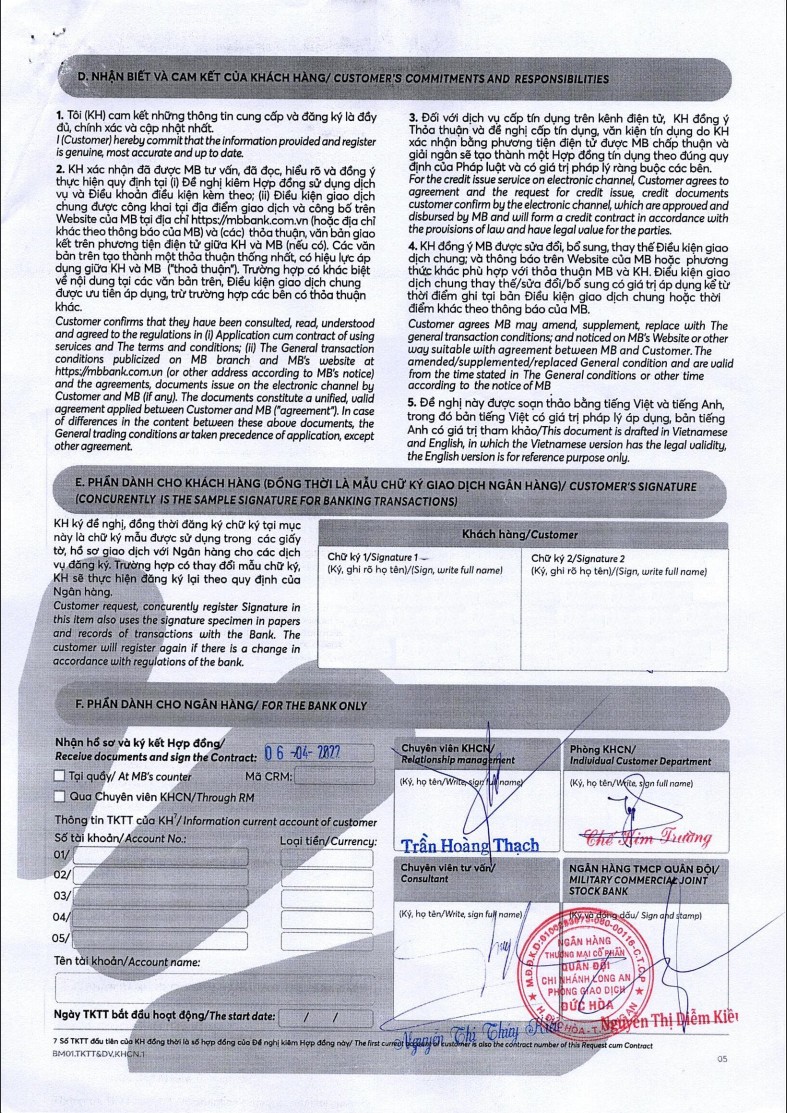 D. NHẬN BIẾT VÀ CAM KẾT CỦA KHÁCH HÀNG/ CUSTOMER'S COMMITMENTS AND RESPONSIBILITIES
1. Tôi (KH) cam kết những thông tin cung cấp và đăng ký là đầy
đủ, chính xác và cập nhật nhất.
I (Customer) hereby commit that the information provided and register
is genuine, most accurate and up to date.
2. KH xác nhận đã được MB tư vấn, đã đọc, hiểu rõ và đồng ý
thực hiện quy định tại (i) Đề nghị kiêm Hợp đồng sử dụng dịch
vụ và Điều khoản điều kiện kèm theo; (ii) Điều kiện giao dịch
chung được công khai tại địa điểm giao dịch và công bố trên
Website của MB tại địa chỉ https://mbbank.com.vn (hoặc địa chỉ
khác theo thông báo của MB) và (các) thỏa thuận, văn bản giao
kết trên phương tiện điện tử giữa KH và MB (nếu có). Các văn
bản trên tạo thành một thỏa thuận thống nhất, có hiệu lực áp
dụng giữa KH và MB ("thoả thuận"). Trường hợp có khác biệt
về nội dung tại các văn bản trên, Điều kiện giao dịch chung
được ưu tiên áp dụng, trừ trường hợp các bên có thỏa thuận
khác.
Customer confirms that they have been consulted, read, understood
and agreed to the regulations in (i) Application cum contract of using
services and The terms and conditions; (ii) The General transaction
conditions publicized on MB branch and MB's website at
https://mbbank.com.vn (or other address according to MB's notice)
and the agreements, documents issue on the electronic channel by
Customer and MB (if any). The documents constitute a unified, valid
agreement applied between Customer and MB ("agreement"). In case
of differences in the content between these above documents, the
General trading conditions ar taken precedence of application, except
other agreement.
3. Đối với dịch vụ cấp tín dụng trên kênh điện tử, KH đồng ý
Thỏa thuận và đề nghị cấp tín dụng, văn kiện tín dụng do KH
xác nhận bằng phương tiện điện tử được MB chấp thuận và
giải ngân sẽ tạo thành một Hợp đồng tín dụng theo đúng quy
định của Pháp luật và có giá trị pháp lý ràng buộc các bên.
For the credit issue service on electronic channel, Customer agrees to
agreement and the request for credit issue, credit documents
customer confirm by the electronic channel, which are approved and
disbursed by MB and will form a credit contract in accordance with
the provisions of law and have legal value for the parties.
4. KH đồng ý MB được sửa đổi, bổ sung, thay thế Điều kiện giao
dịch chung; và thông báo trên Website của MB hoặc phương
thức khác phù hợp với thỏa thuận MB và KH. Điều kiện giao
dịch chung thay thế/sửa đổi/bổ sung có giá trị áp dụng kể từ
thời điểm ghi tại bản Điều kiện giao dịch chung hoặc thời
điểm khác theo thông báo của MB.
Customer agrees MB may amend, supplement, replace with The
general transaction conditions; and noticed on MB's Website or other
way suitable with agreement between MB and Customer. The
amended/supplemented/replaced General condition and are valid
from the time stated in The General conditions or other time
according to the notice of MB
5. Đề nghị này được soạn thảo bằng tiếng Việt và tiếng Anh,
trong đó bản tiếng Việt có giá trị pháp lý áp dụng, bản tiếng
Anh có giá trị tham khảo/This document is drafted in Vietnamese
and English, in which the Vietnamese version has the legal validity,
the English version is for reference purpose only.
E. PHẦN DÀNH CHO KHÁCH HÀNG (ĐỒNG THỜI LÀ MẪU CHỮ KÝ GIAO DỊCH NGÂN HÀNG)/ CUSTOMER'S SIGNATURE
(CONCURENTLY IS THE SAMPLE SIGNATURE FOR BANKING TRANSACTIONS)
KH ký đề nghị, đồng thời đăng ký chữ ký tại mục
này là chữ ký mẫu được sử dụng trong các giấy
tờ, hồ sơ giao dịch với Ngân hàng cho các dịch
vụ đăng ký. Trường hợp có thay đổi mẫu chữ ký,
KH sẽ thực hiện đăng ký lại theo quy định của
Ngân hàng.
Customer request, concurently register Signature in
this item also uses the signature specimen in papers
and records of transactions with the Bank. The
customer will register again if there is a change in
accordance with regulations of the bank.
Khách hàng/Customer
Chữ ký 1/Signature 1
(Ký, ghi rõ họ tên)/(Sign, write full name)
Chữ ký 2/Signature 2
(Ký, ghi rõ họ tên)/(Sign, write full name)
F. PHẦN DÀNH CHO NGÂN HÀNG/ FOR THE BANK ONLY
Nhận hồ sơ và ký kết Hợp đồng/
Receive documents and sign the Contract: 06-04-2022
Tại quầy/ At MB's counter Mã CRM:
Qua Chuyên viên KHCN/Through RM
Thông tin TKTT của KH7/ Information current account of customer
Số tài khoản/Account No.: Loại tiền/Currency:
01/
02/
03/
04/
05/
Tên tài khoản/Account name:
Ngày TKTT bắt đầu hoạt động/The start date: / /
Chuyên viên KHCN/
Relationship management
(Ký, họ tên/Write, sign full name)
Trần Hoàng Thạch
Phòng KHCN/
Individual Customer Department
(Ký, họ tên/Write, sign full name)
Chế Kim Trường
Chuyên viên tư vấn/
Consultant
(Ký, họ tên/Write, sign full name)
Nguyễn Thị Thúy
NGÂN HÀNG TMCP QUÂN ĐỘI/
MILITARY COMMERCIAL JOINT
STOCK BANK
(Ký và đóng dấu/ Sign and stamp)
NGÂN HÀNG
THƯƠNG MẠI CỔ PHẦN
QUÂN ĐỘI
CHI NHÁNH LONG AN
PHÒNG GIAO DỊCH
ĐỨC HÒA
Nguyễn Thị Diễm Kiề
7 Số TKTT đầu tiên của KH đồng thời là số hợp đồng của Đề nghị kiêm Hợp đồng này/ The first current account of customer is also the contract number of this Request cum Contract
BM01.TKTT&DV.KHCN.1
05